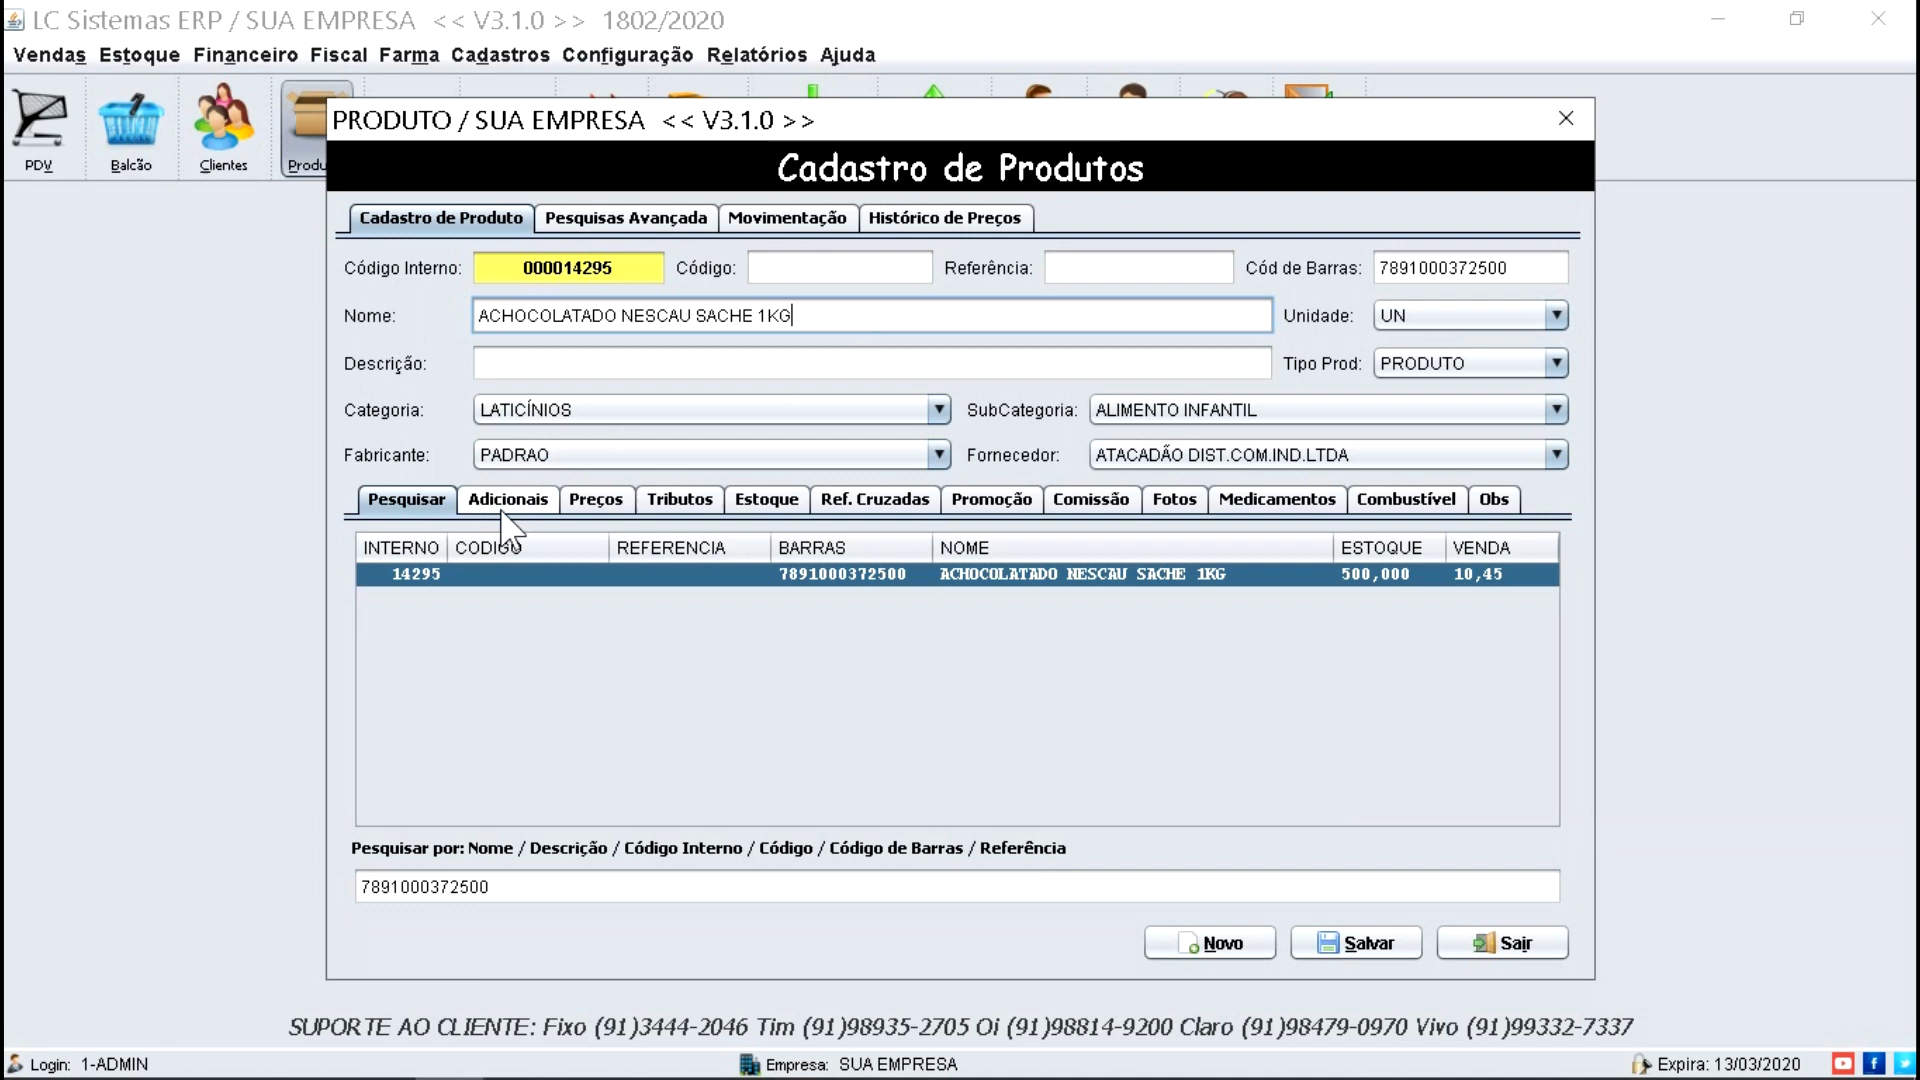 LC Sistemas ERP / SUA EMPRESA << V3.1.0 >> 1802/2020
Vendas Estoque Financeiro Fiscal Farma Cadastros Configuração Relatórios Ajuda
PDV Balcão Clientes
PRODUTO / SUA EMPRESA << V3.1.0 >>
Cadastro de Produtos
Cadastro de Produto Pesquisas Avançada Movimentação Histórico de Preços
Código Interno: 000014295 Código: Referência: Cód de Barras: 7891000372500
Nome: ACHOCOLATADO NESCAU SACHE 1KG Unidade: UN
Descrição: Tipo Prod: PRODUTO
Categoria: LATICÍNIOS SubCategoria: ALIMENTO INFANTIL
Fabricante: PADRAO Fornecedor: ATACADÃO DIST.COM.IND.LTDA
Pesquisar Adicionais Preços Tributos Estoque Ref. Cruzadas Promoção Comissão Fotos Medicamentos Combustível Obs
INTERNO CODIGO REFERENCIA BARRAS NOME ESTOQUE VENDA
14295 7891000372500 ACHOCOLATADO NESCAU SACHE 1KG 500,000 10,45
Pesquisar por: Nome / Descrição / Código Interno / Código / Código de Barras / Referência
7891000372500
Novo Salvar Sair
SUPORTE AO CLIENTE: Fixo (91)3444-2046 Tim (91)98935-2705 Oi (91)98814-9200 Claro (91)98479-0970 Vivo (91)99332-7337
Login: 1-ADMIN Empresa: SUA EMPRESA Expira: 13/03/2020